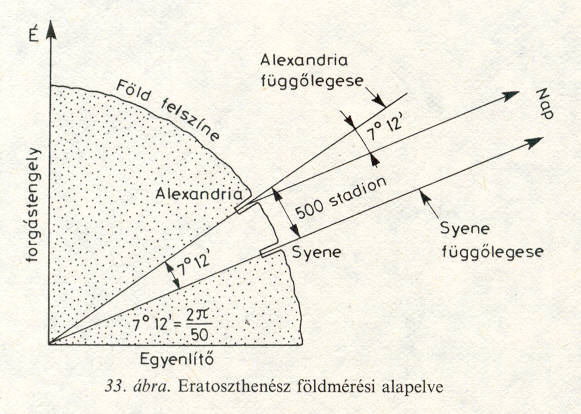 É
Alexandria
függőlegese
Föld felszíne
Nap
7° 12'
forgástengely
Alexandria
500 stadion
Syene
függőlegese
Syene
7° 12'
7° 12' = 2π/50
Egyenlítő
33. ábra. Eratoszthenész földmérési alapelve